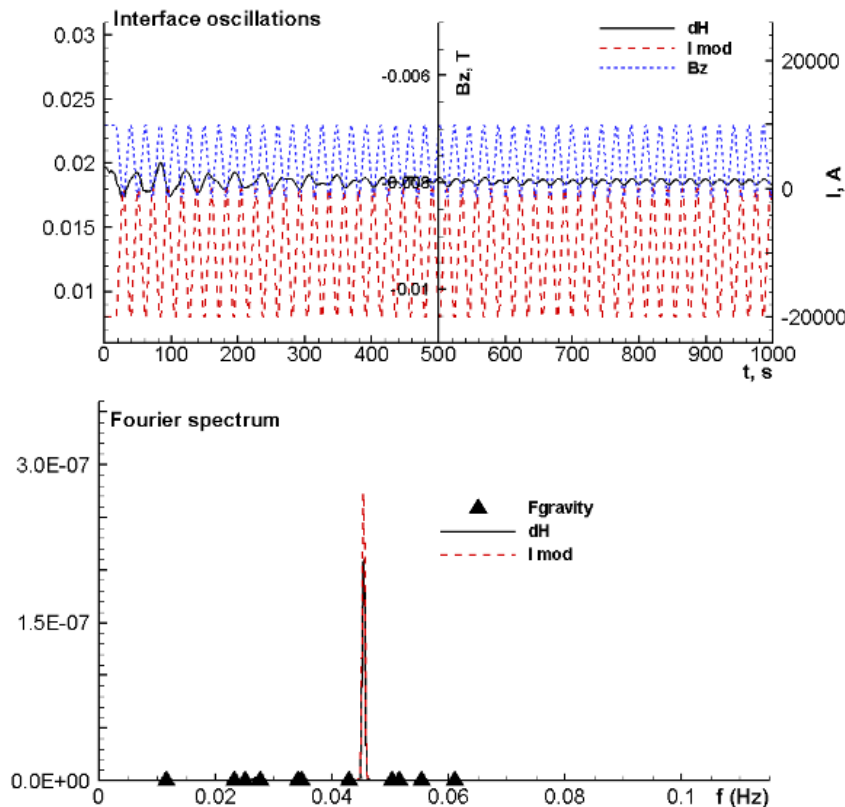 Interface oscillations
dH
I mod
Bz
0.03
0.025
0.02
0.015
0.01
Bz, T
-0.006
-0.008
-0.01
I, A
20000
0
-20000
0 100 200 300 400 500 600 700 800 900 1000
t, s
Fourier spectrum
3.0E-07
1.5E-07
0.0E+00
Fgravity
dH
I mod
0 0.02 0.04 0.06 0.08 0.1 f (Hz)